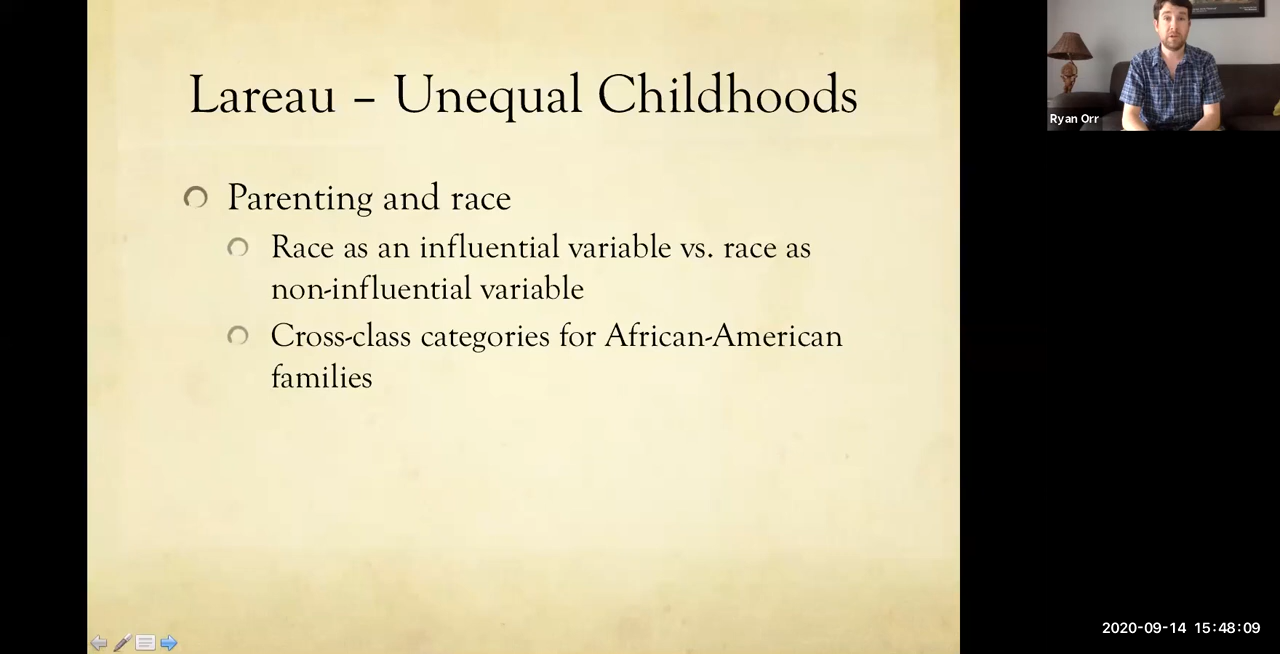 Lareau – Unequal Childhoods
Parenting and race
Race as an influential variable vs. race as
non-influential variable
Cross-class categories for African-American
families
Ryan Orr
2020-09-14 15:48:09